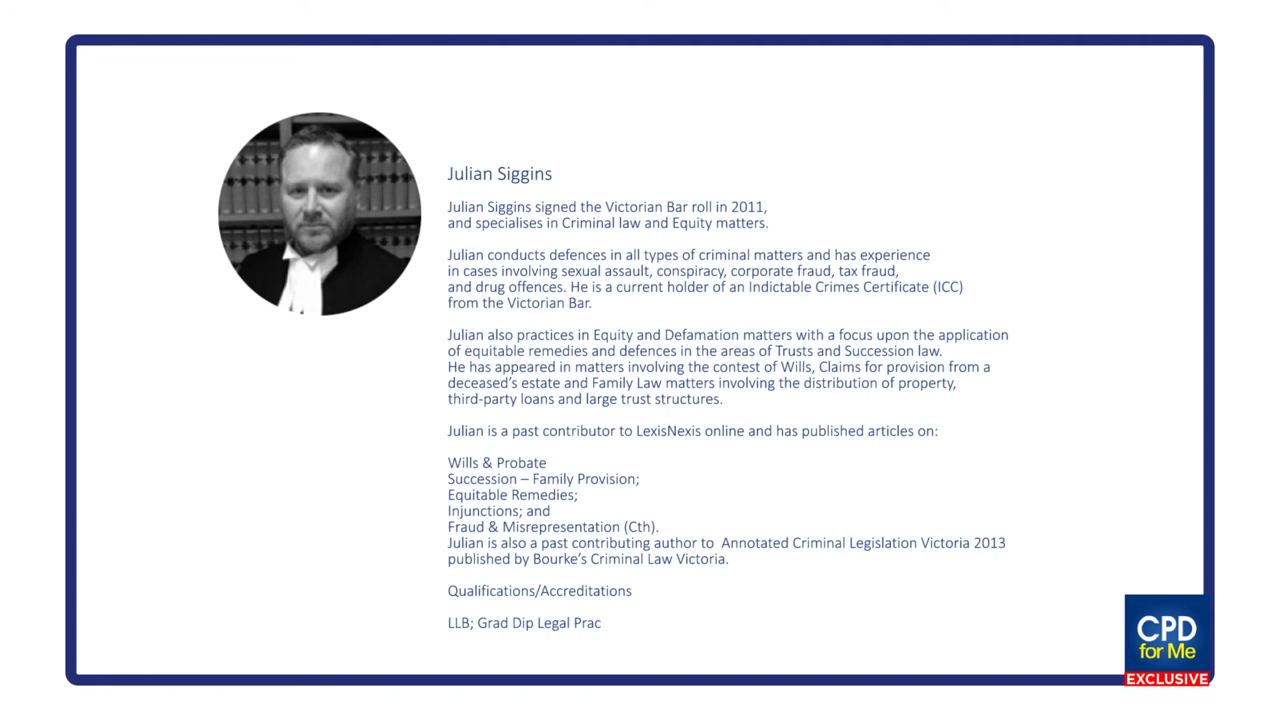 Julian Siggins
Julian Siggins signed the Victorian Bar roll in 2011,
and specialises in Criminal law and Equity matters.
Julian conducts defences in all types of criminal matters and has experience
in cases involving sexual assault, conspiracy, corporate fraud, tax fraud,
and drug offences. He is a current holder of an Indictable Crimes Certificate (ICC)
from the Victorian Bar.
Julian also practices in Equity and Defamation matters with a focus upon the application
of equitable remedies and defences in the areas of Trusts and Succession law.
He has appeared in matters involving the contest of Wills, Claims for provision from a
deceased’s estate and Family Law matters involving the distribution of property,
third-party loans and large trust structures.
Julian is a past contributor to LexisNexis online and has published articles on:
Wills & Probate
Succession – Family Provision;
Equitable Remedies;
Injunctions; and
Fraud & Misrepresentation (Cth).
Julian is also a past contributing author to Annotated Criminal Legislation Victoria 2013
published by Bourke’s Criminal Law Victoria.
Qualifications/Accreditations
LLB; Grad Dip Legal Prac
CPD
for Me
EXCLUSIVE